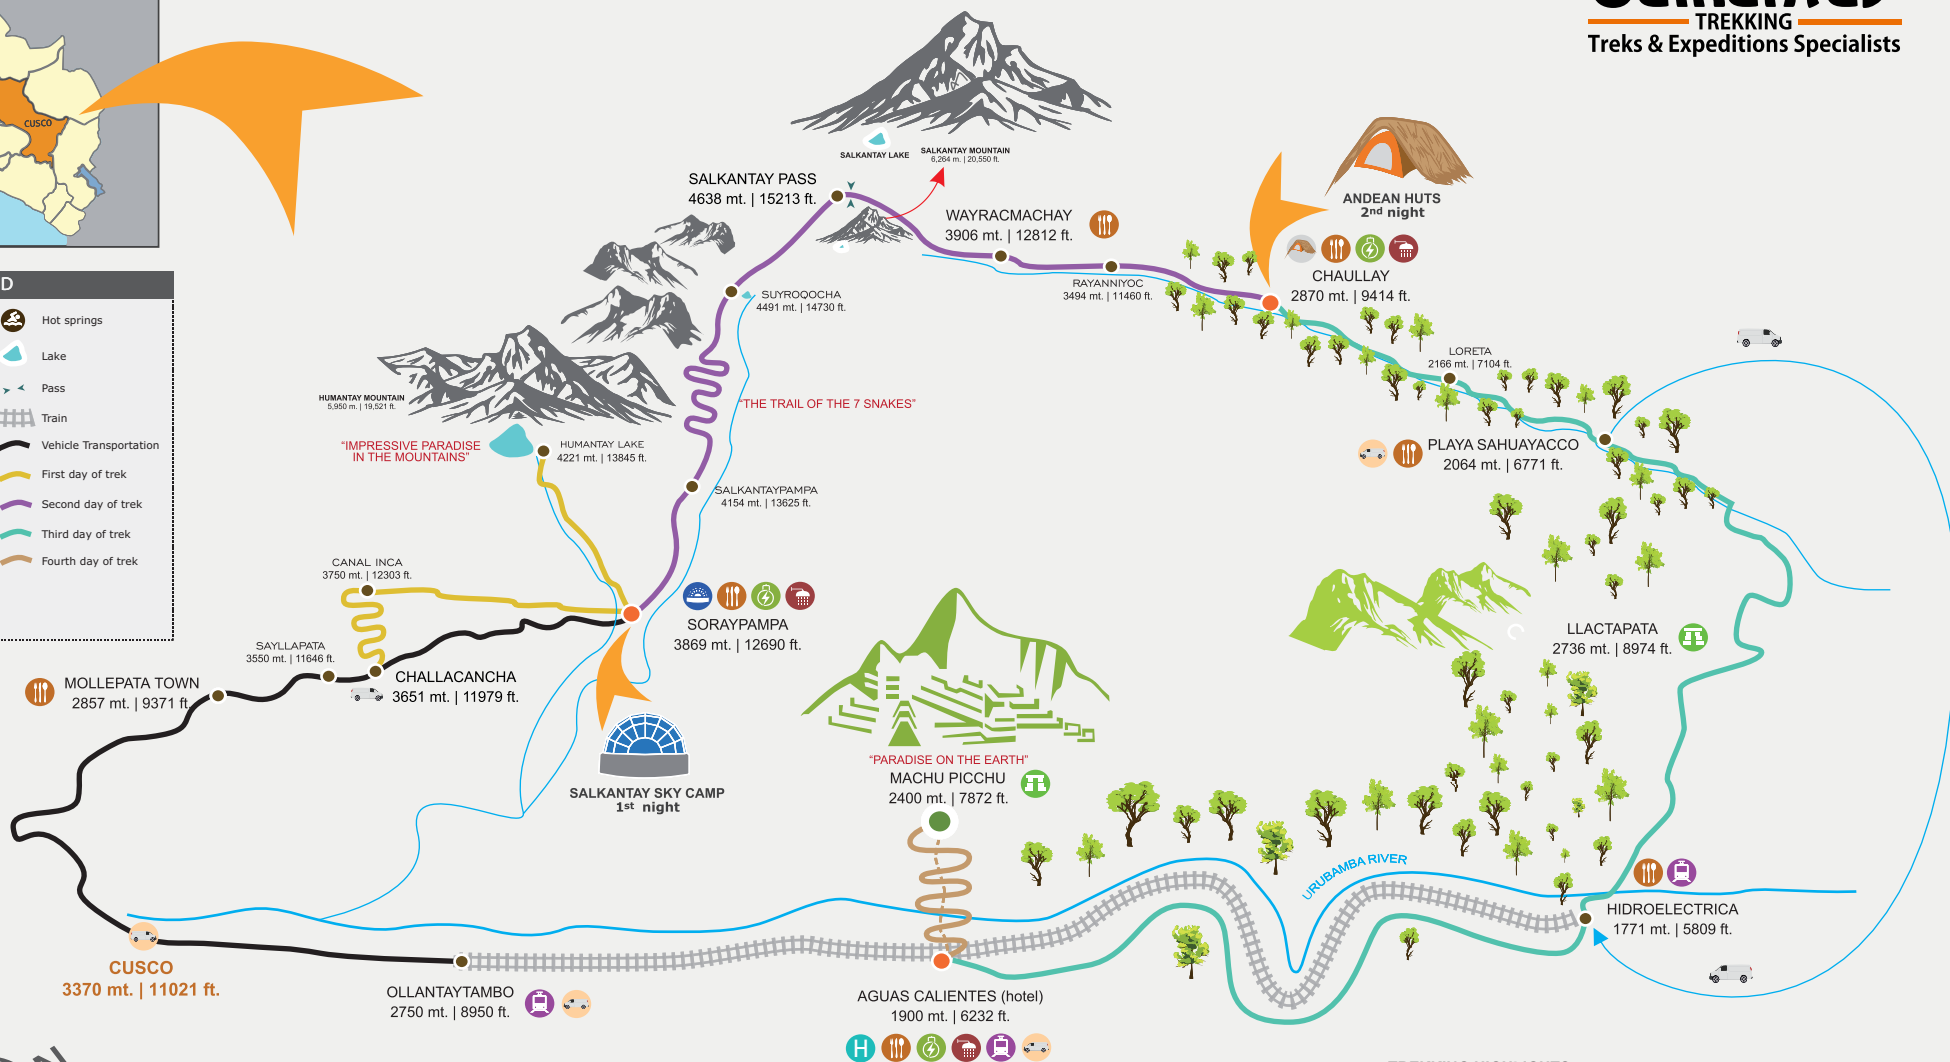 TREKKING
Treks & Expeditions Specialists
CUSCO
D
Hot springs
Lake
Pass
Train
Vehicle Transportation
First day of trek
Second day of trek
Third day of trek
Fourth day of trek
SALKANTAY LAKE
SALKANTAY MOUNTAIN
6,264 m. | 20,550 ft.
SALKANTAY PASS
4638 mt. | 15213 ft.
WAYRACMACHAY
3906 mt. | 12812 ft.
RAYANNIYOC
3494 mt. | 11460 ft.
ANDEAN HUTS
2nd night
CHAULLAY
2870 mt. | 9414 ft.
SUYROQOCHA
4491 mt. | 14730 ft.
LORETA
2166 mt. | 7104 ft.
HUMANTAY MOUNTAIN
5,950 m. | 19,521 ft.
"THE TRAIL OF THE 7 SNAKES"
"IMPRESSIVE PARADISE
IN THE MOUNTAINS"
HUMANTAY LAKE
4221 mt. | 13845 ft.
PLAYA SAHUAYACCO
2064 mt. | 6771 ft.
SALKANTAYPAMPA
4154 mt. | 13625 ft.
CANAL INCA
3750 mt. | 12303 ft.
SORAYPAMPA
3869 mt. | 12690 ft.
LLACTAPATA
2736 mt. | 8974 ft.
SAYLLAPATA
3550 mt. | 11646 ft.
MOLLEPATA TOWN
2857 mt. | 9371 ft.
CHALLACANCHA
3651 mt. | 11979 ft.
SALKANTAY SKY CAMP
1st night
"PARADISE ON THE EARTH"
MACHU PICCHU
2400 mt. | 7872 ft.
URUBAMBA RIVER
HIDROELECTRICA
1771 mt. | 5809 ft.
CUSCO
3370 mt. | 11021 ft.
OLLANTAYTAMBO
2750 mt. | 8950 ft.
AGUAS CALIENTES (hotel)
1900 mt. | 6232 ft.
H